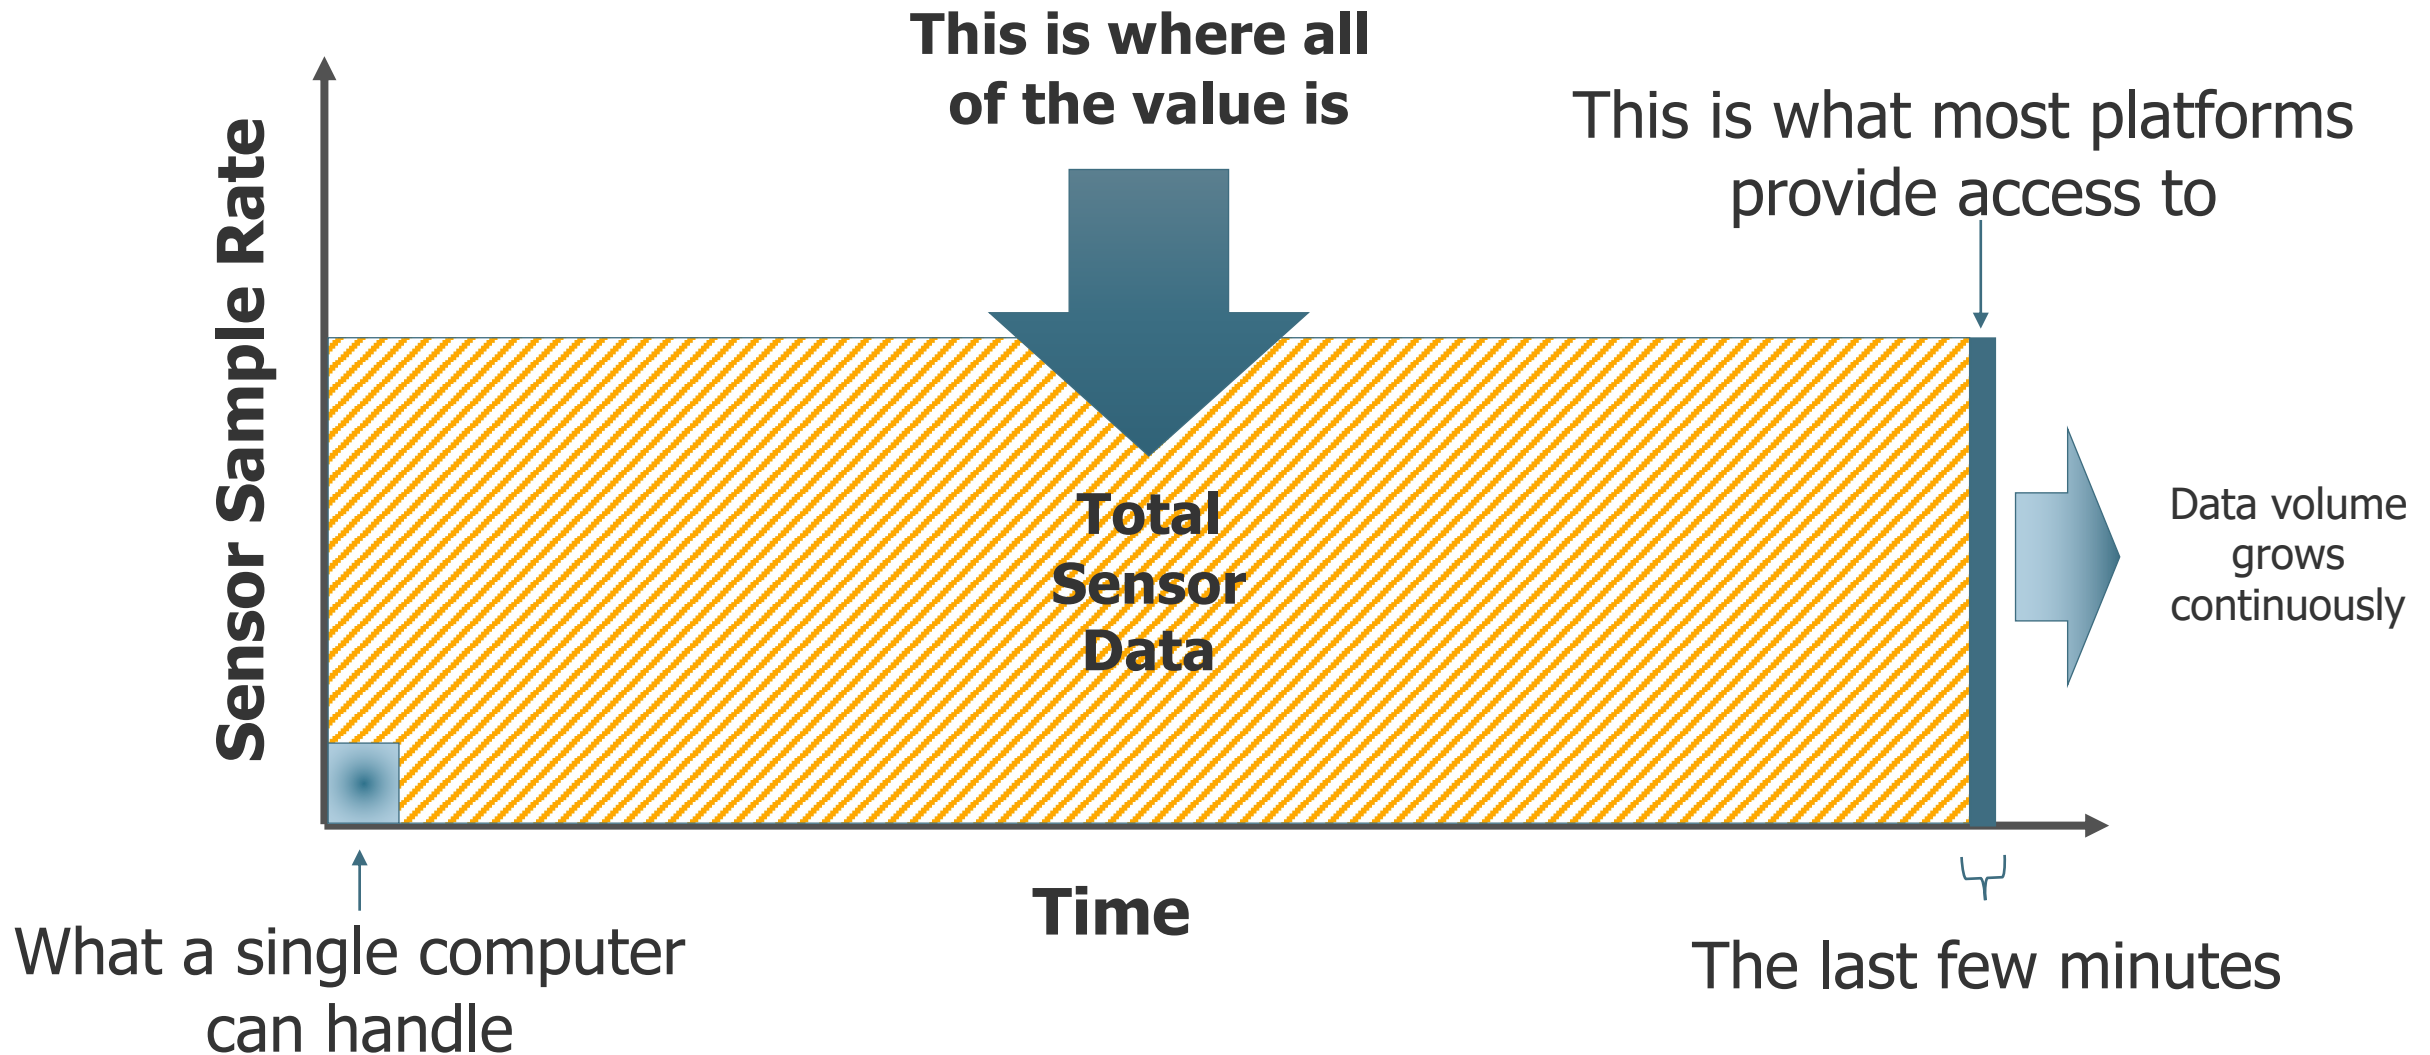 This is where all
of the value is
This is what most platforms
provide access to
Sensor Sample Rate
Total
Sensor
Data
Data volume
grows
continuously
Time
What a single computer
can handle
The last few minutes